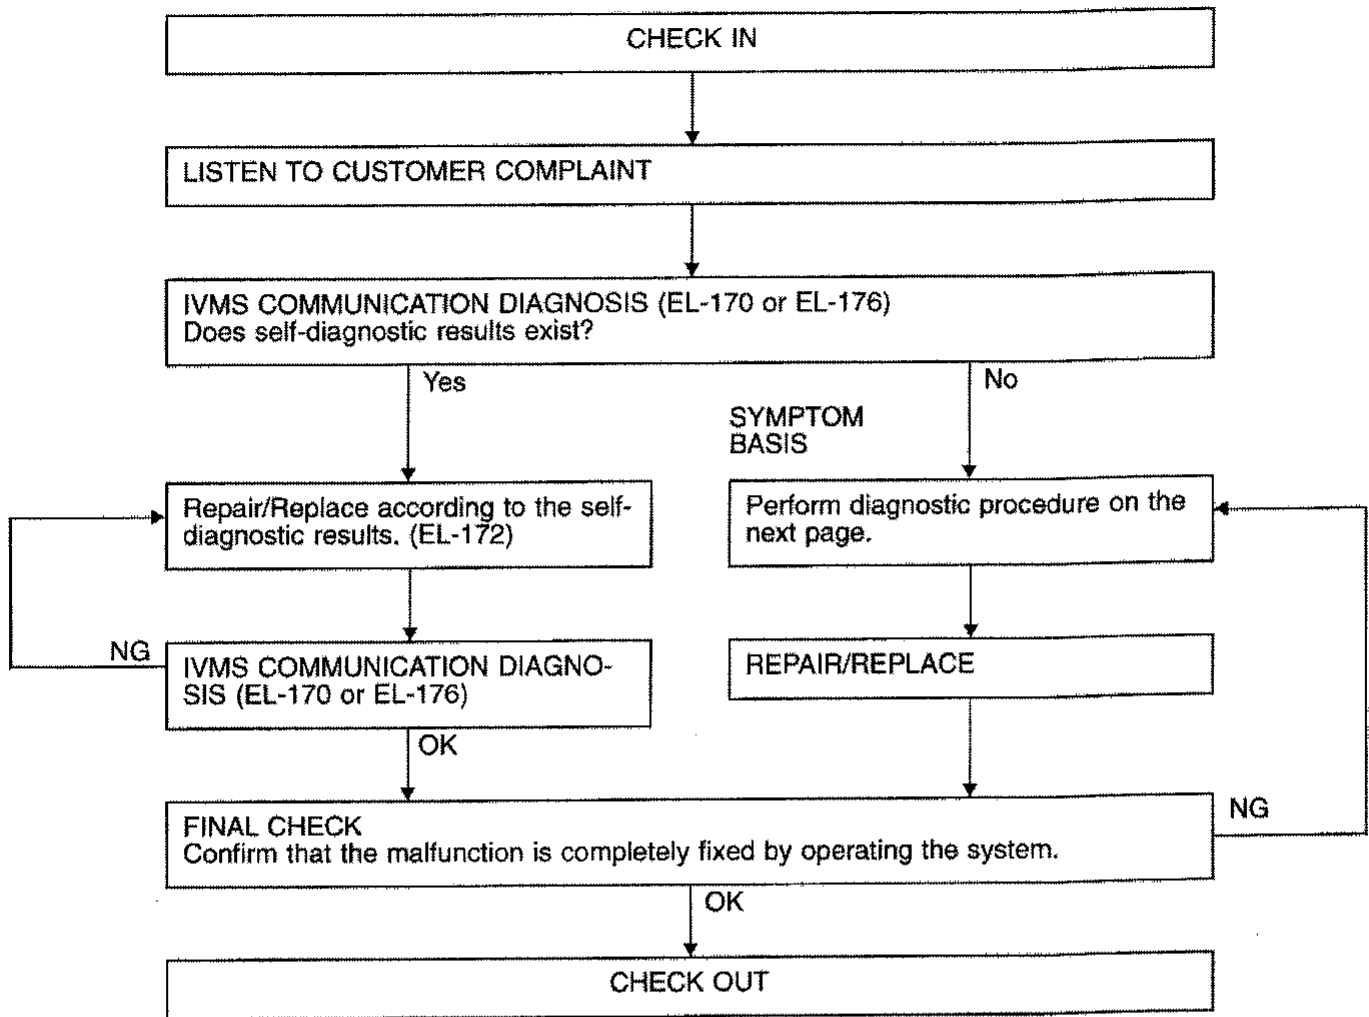 CHECK IN
LISTEN TO CUSTOMER COMPLAINT
IVMS COMMUNICATION DIAGNOSIS (EL-170 or EL-176)
Does self-diagnostic results exist?
Yes
No
SYMPTOM
BASIS
Repair/Replace according to the self-
diagnostic results. (EL-172)
Perform diagnostic procedure on the
next page.
NG
IVMS COMMUNICATION DIAGNO-
SIS (EL-170 or EL-176)
REPAIR/REPLACE
OK
FINAL CHECK
Confirm that the malfunction is completely fixed by operating the system.
NG
OK
CHECK OUT